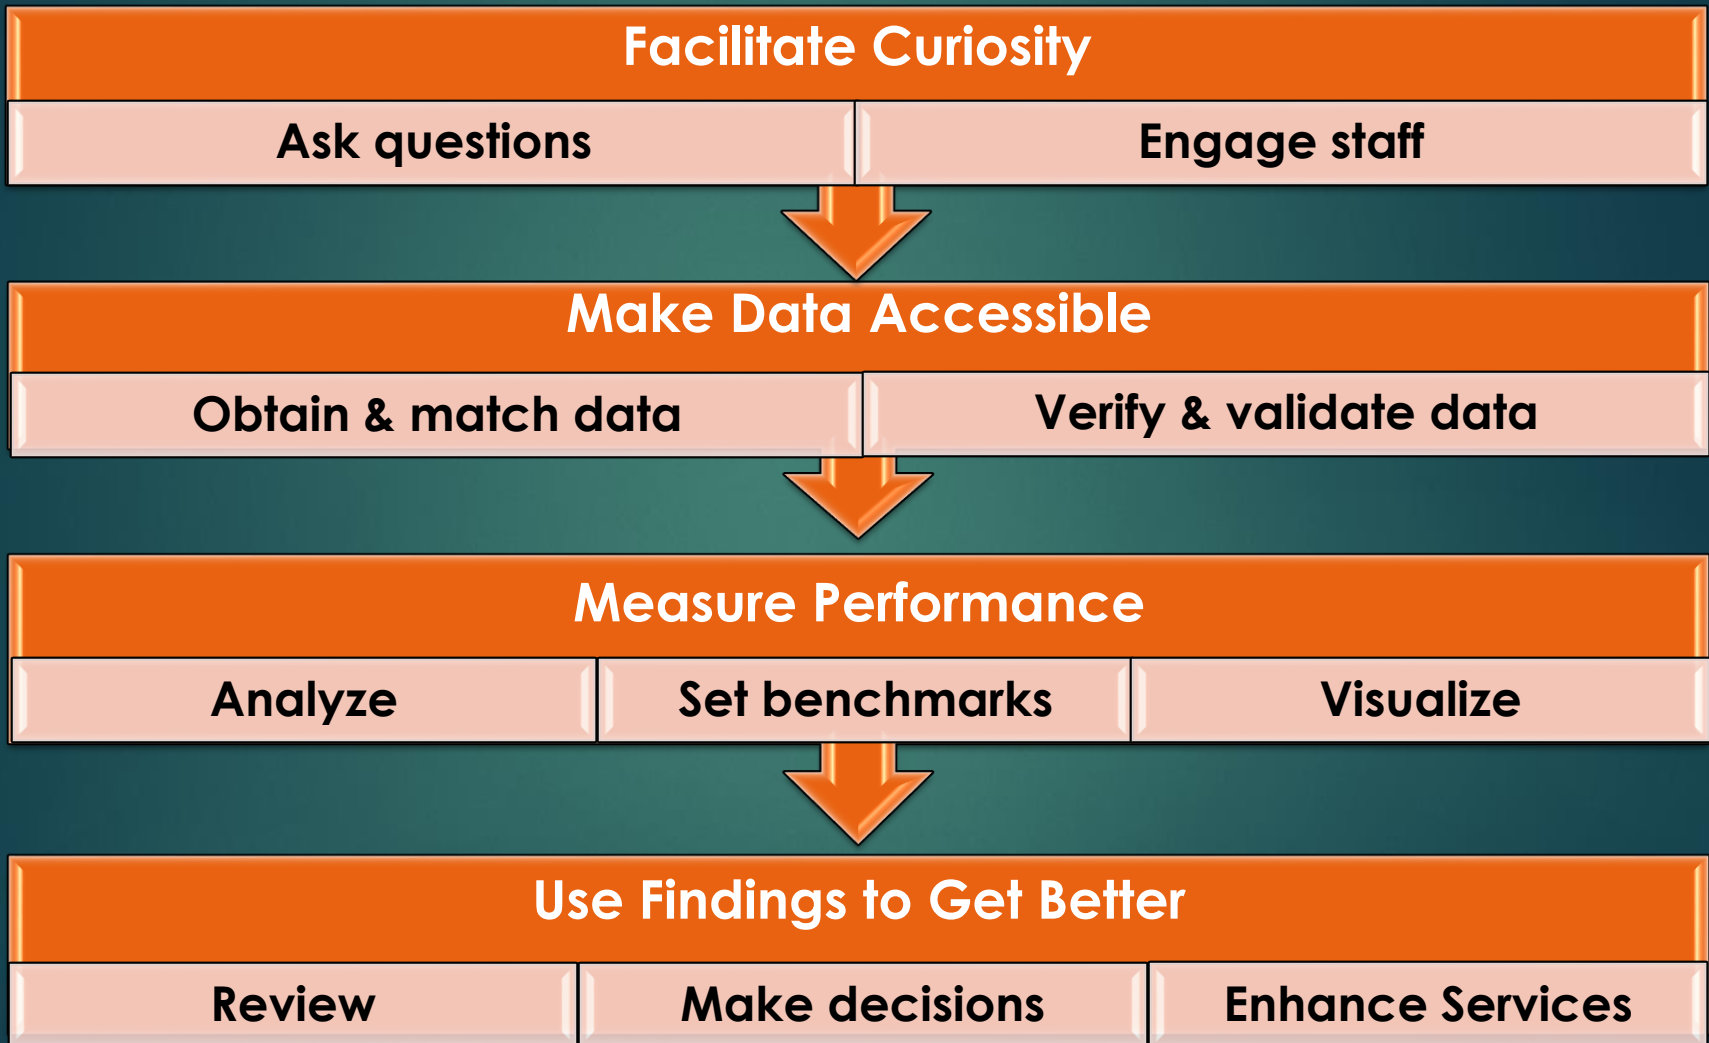 Facilitate Curiosity
Ask questions
Engage staff
Make Data Accessible
Obtain & match data
Verify & validate data
Measure Performance
Analyze
Set benchmarks
Visualize
Use Findings to Get Better
Review
Make decisions
Enhance Services